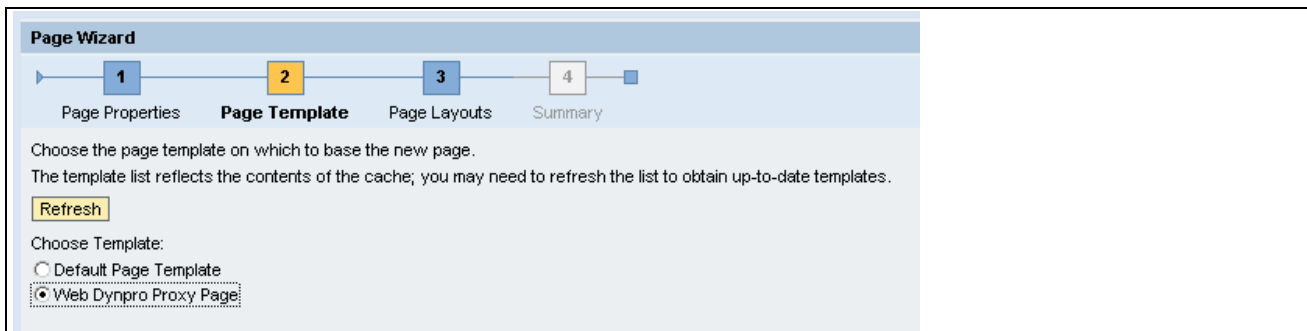 Page Wizard
1 2 3 4
Page Properties Page Template Page Layouts Summary
Choose the page template on which to base the new page.
The template list reflects the contents of the cache; you may need to refresh the list to obtain up-to-date templates.
Refresh
Choose Template:
Default Page Template
Web Dynpro Proxy Page